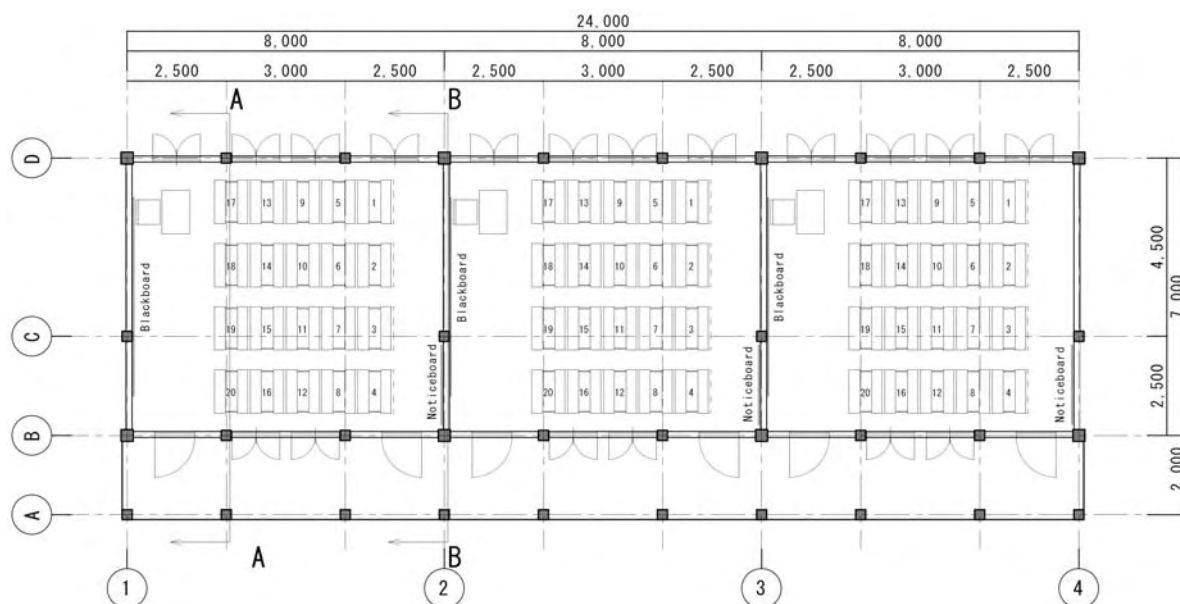 24,000
8,000 8,000 8,000
2,500 3,000 2,500 2,500 3,000 2,500 2,500 3,000 2,500
A B
D
17 13 9 5 1 17 13 9 5 1 17 13 9 5 1
4,500
18 14 10 6 2 18 14 10 6 2 18 14 10 6 2
Blackboard Blackboard Blackboard
7,000
19 15 11 7 3 19 15 11 7 3 19 15 11 7 3
C
Noticeboard Noticeboard Noticeboard
2,500
20 16 12 8 4 20 16 12 8 4 20 16 12 8 4
B
2,000
A
A B
1 2 3 4